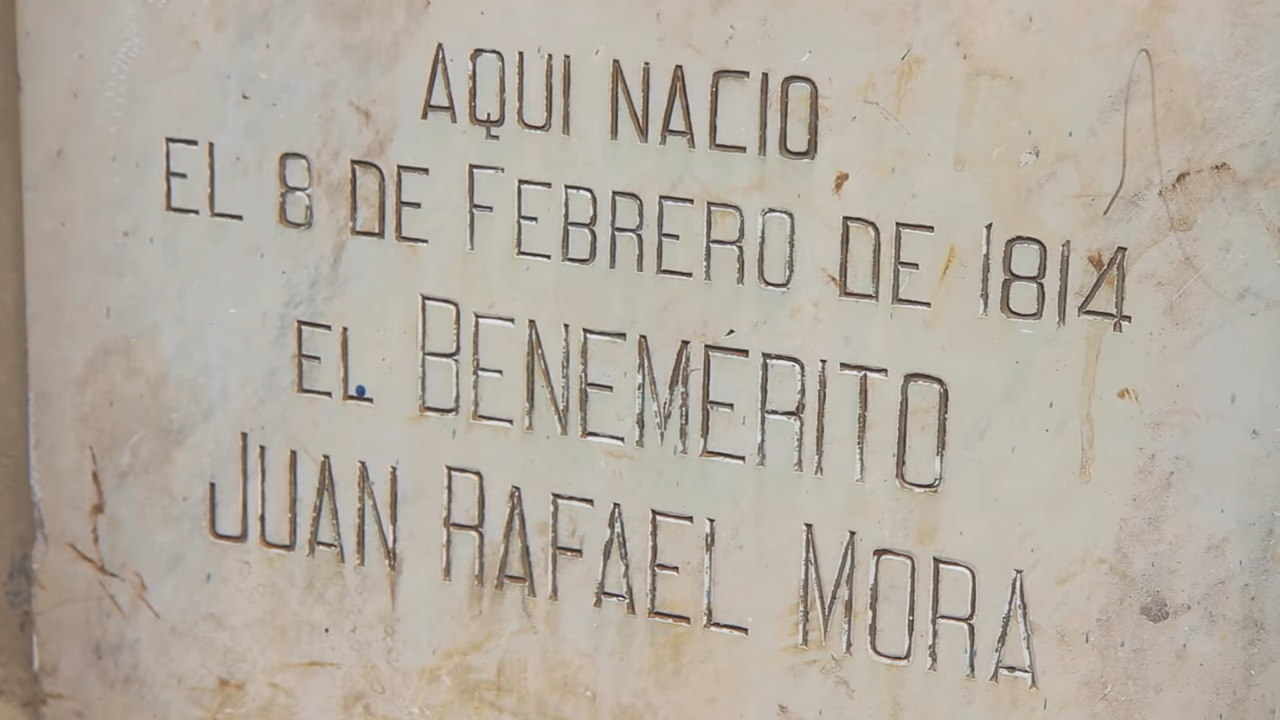 AQUI NACIO
EL 8 DE FEBRERO DE 1814
EL BENEMÉRITO
JUAN RAFAEL MORA